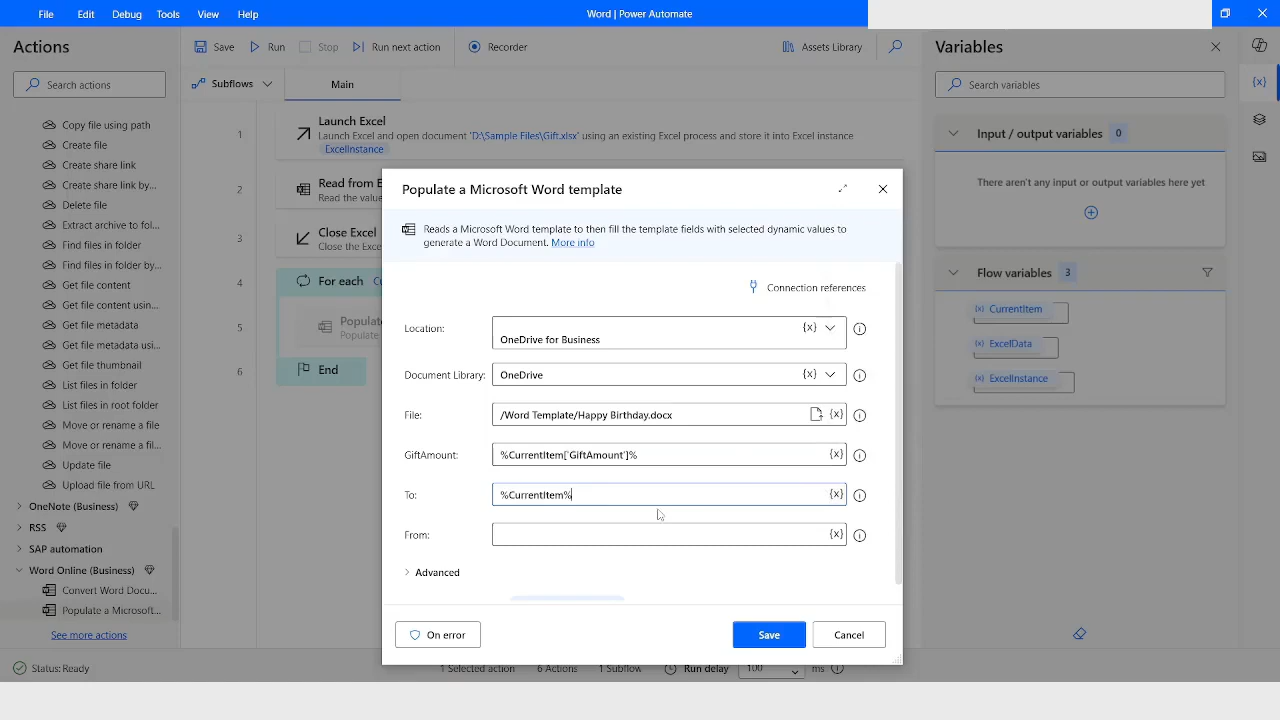 File Edit Debug Tools View Help
Word | Power Automate
Actions
Save Run Stop Run next action Recorder Assets Library
Variables
Search actions
Subflows Main
Search variables
Copy file using path
Create file
Create share link
Create share link by...
Delete file
Extract archive to fol...
Find files in folder
Find files in folder by...
Get file content
Get file content usin...
Get file metadata
Get file metadata usi...
Get file thumbnail
List files in folder
List files in root folder
Move or rename a file
Move or rename a fil...
Update file
Upload file from URL
OneNote (Business)
RSS
SAP automation
Word Online (Business)
Convert Word Docu...
Populate a Microsoft...
See more actions
1
Launch Excel
Launch Excel and open document 'D:\Sample Files\Gift.xlsx' using an existing Excel process and store it into Excel instance
ExcelInstance
2
Read from E
Read the value
3
Close Excel
Close the Exce
4
For each
5
Populate
Populate
6
End
Populate a Microsoft Word template
Reads a Microsoft Word template to then fill the template fields with selected dynamic values to
generate a Word Document. More info
Connection references
Location: OneDrive for Business {x}
Document Library: OneDrive {x}
File: /Word Template/Happy Birthday.docx {x}
GiftAmount: %CurrentItem['GiftAmount']% {x}
To: %CurrentItem% {x}
From: {x}
Advanced
On error Save Cancel
Input / output variables 0
There aren't any input or output variables here yet
Flow variables 3
{x} CurrentItem
{x} ExcelData
{x} ExcelInstance
{x}
Status: Ready 1 Selected action 6 Actions 1 Subflow Run delay 100 ms